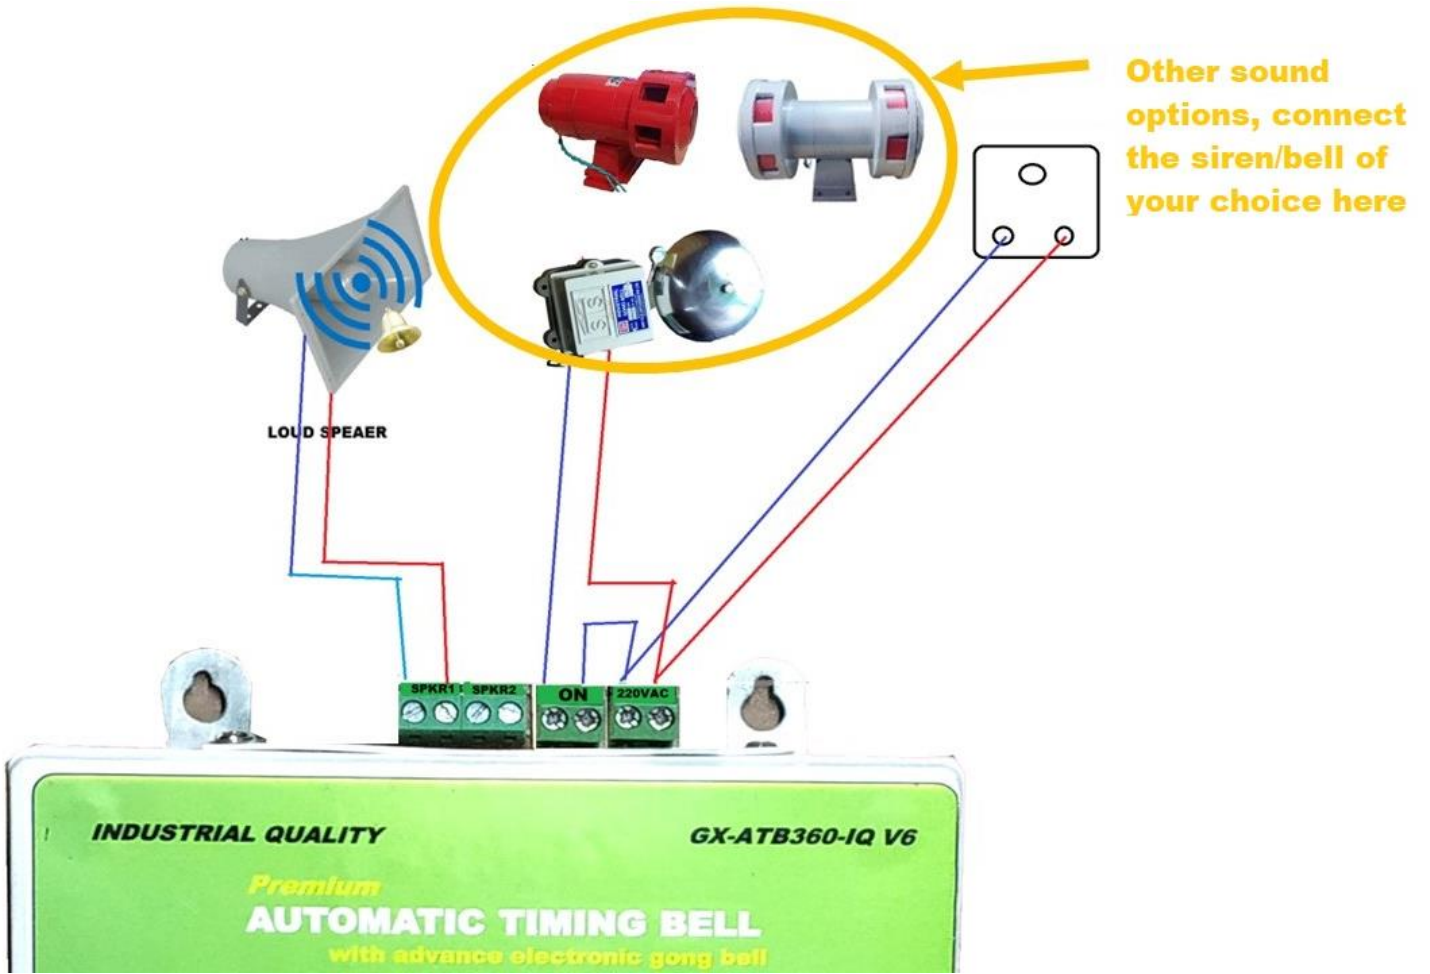 Other sound
options, connect
the siren/bell of
your choice here
LOUD SPEAER
SPKR1 SPKR2 ON 220VAC
INDUSTRIAL QUALITY
GX-ATB360-IQ V6
Premium
AUTOMATIC TIMING BELL
with advance electronic gong bell